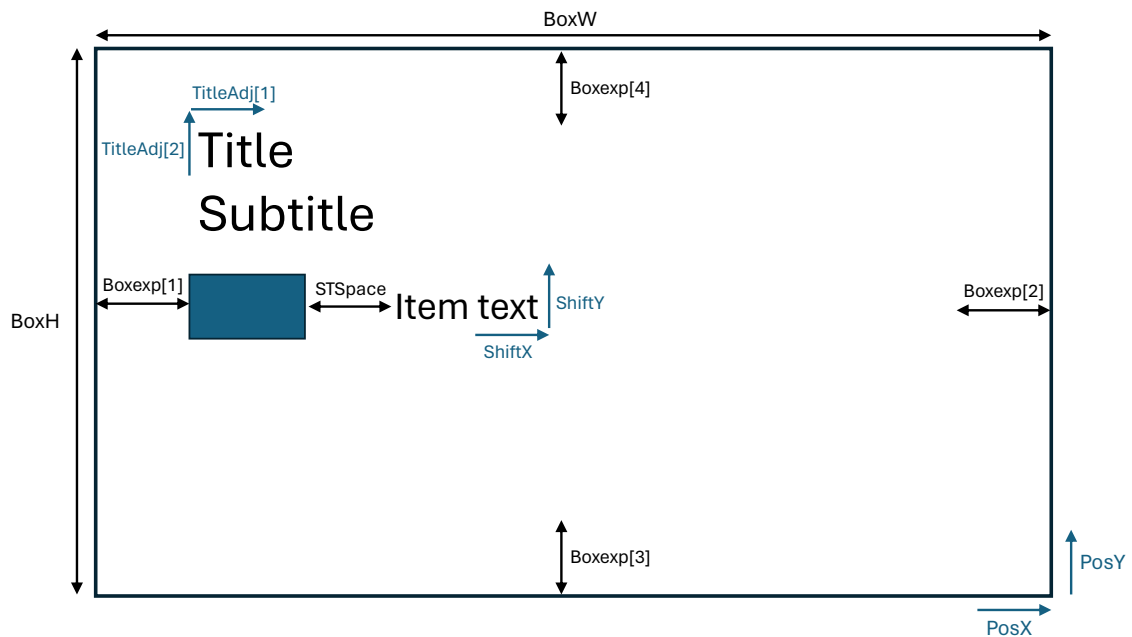 BoxW
Boxexp[4]
TitleAdj[1]
TitleAdj[2]
Title
Subtitle
Boxexp[1]
STSpace
Item text
ShiftY
ShiftX
Boxexp[2]
BoxH
Boxexp[3]
PosY
PosX